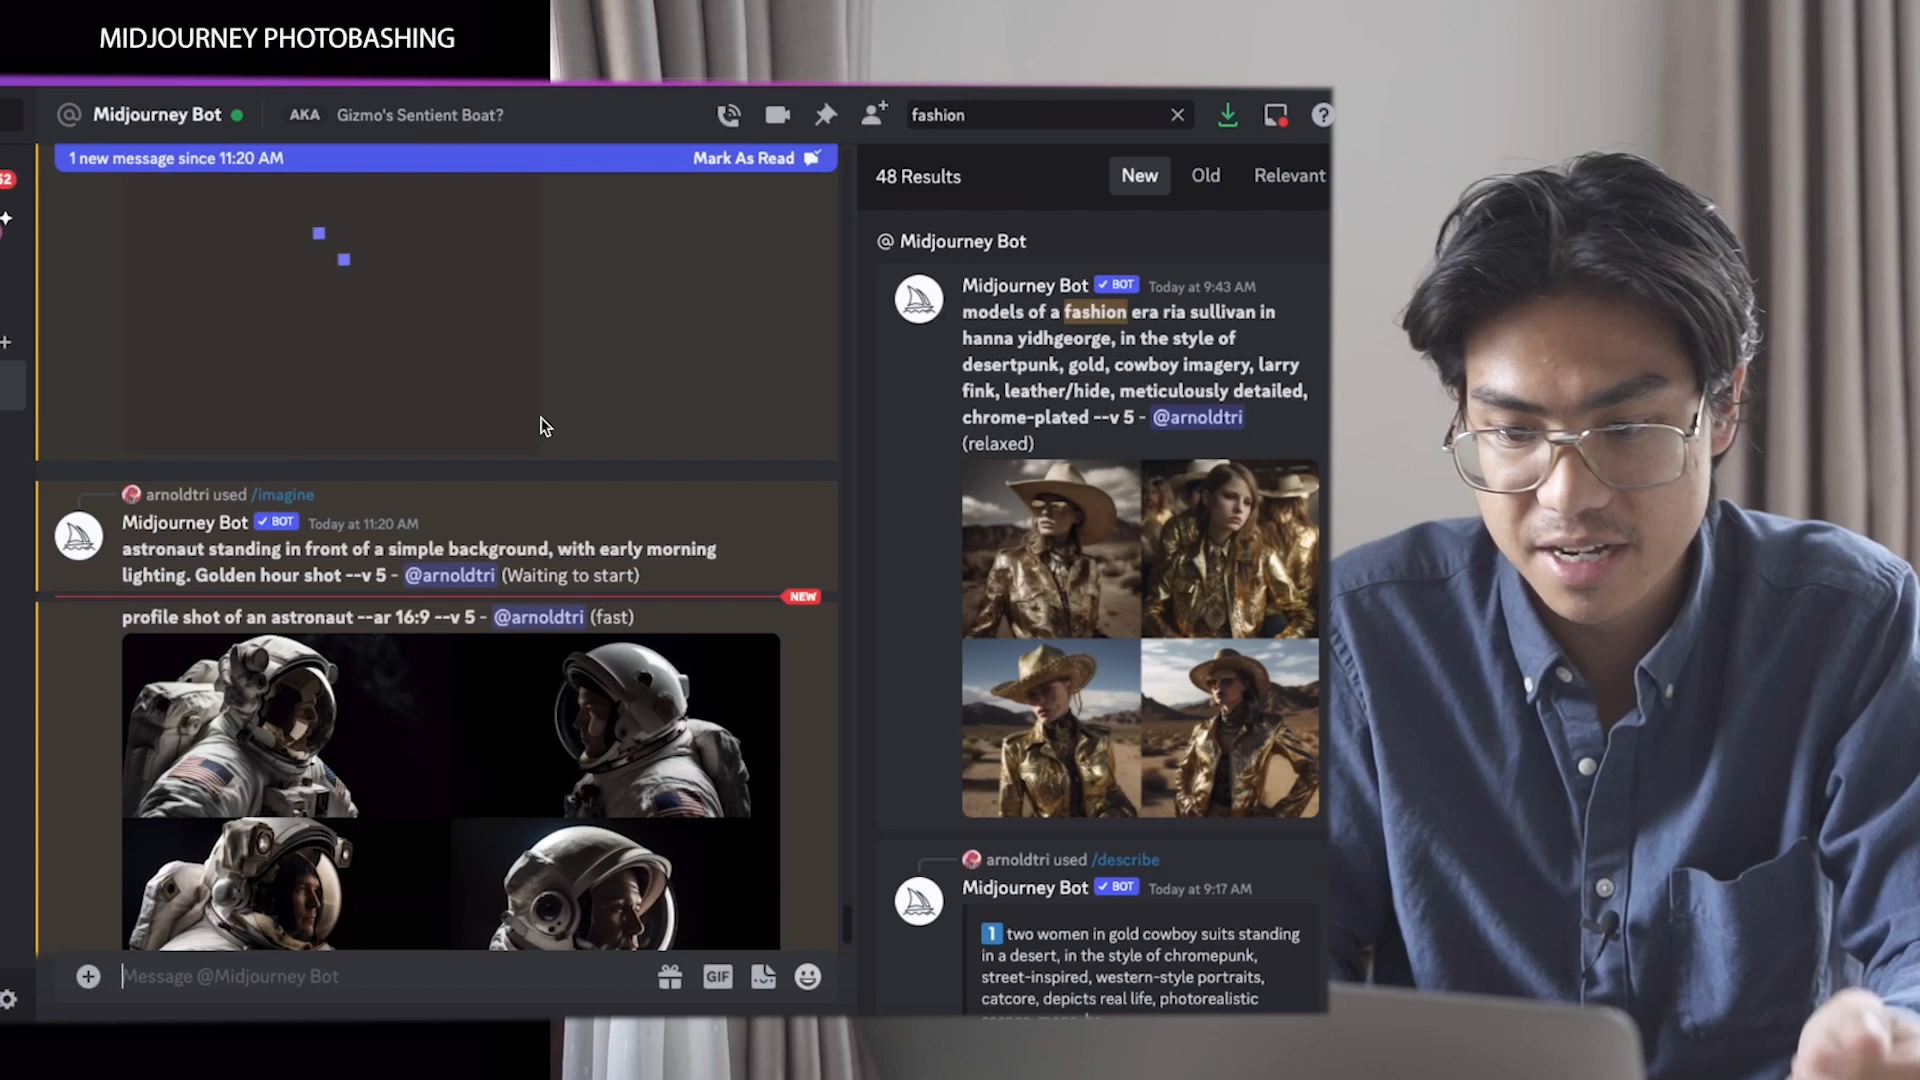 MIDJOURNEY PHOTOBASHING
Midjourney Bot
AKA Gizmo's Sentient Boat?
fashion
1 new message since 11:20 AM
Mark As Read
52
arnoldtri used /imagine
Midjourney Bot BOT Today at 11:20 AM
astronaut standing in front of a simple background, with early morning
lighting. Golden hour shot --v 5 - @arnoldtri (Waiting to start)
NEW
profile shot of an astronaut --ar 16:9 --v 5 - @arnoldtri (fast)
Message @Midjourney Bot
GIF
48 Results
New
Old
Relevant
@ Midjourney Bot
Midjourney Bot BOT Today at 9:43 AM
models of a fashion era ria sullivan in
hanna yidhgeorge, in the style of
desertpunk, gold, cowboy imagery, larry
fink, leather/hide, meticulously detailed,
chrome-plated --v 5 - @arnoldtri
(relaxed)
arnoldtri used /describe
Midjourney Bot BOT Today at 9:17 AM
1 two women in gold cowboy suits standing
in a desert, in the style of chromepunk,
street-inspired, western-style portraits,
catcore, depicts real life, photorealistic